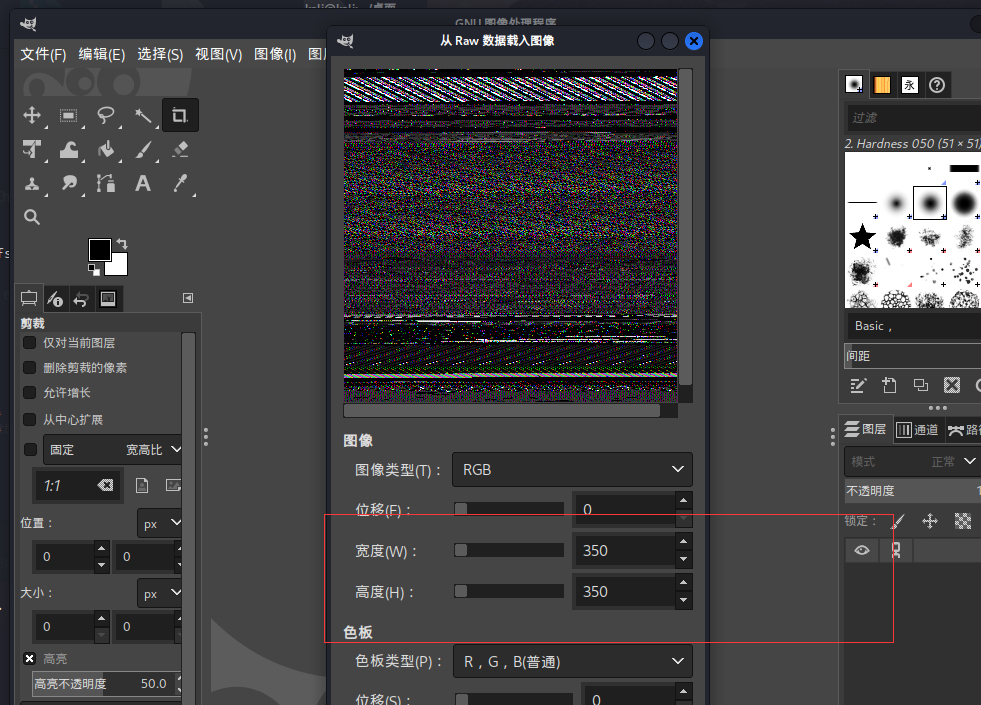 GNU 图像处理程序
文件(F) 编辑(E) 选择(S) 视图(V) 图像(I)
从 Raw 数据载入图像
过滤
2. Hardness 050 (51 × 51)
永
Basic ,
间距
图层 通道
模式 正常
不透明度
锁定：
剪裁
仅对当前图层
删除剪裁的像素
允许增长
从中心扩展
固定 宽高比
1:1
位置： px
0 0
大小： px
0 0
高亮
高亮不透明度 50.0
图像
图像类型(T)： RGB
位移(F)： 0
宽度(W)： 350
高度(H)： 350
色板
色板类型(P)： R，G，B(普通)
位移(S)： 0